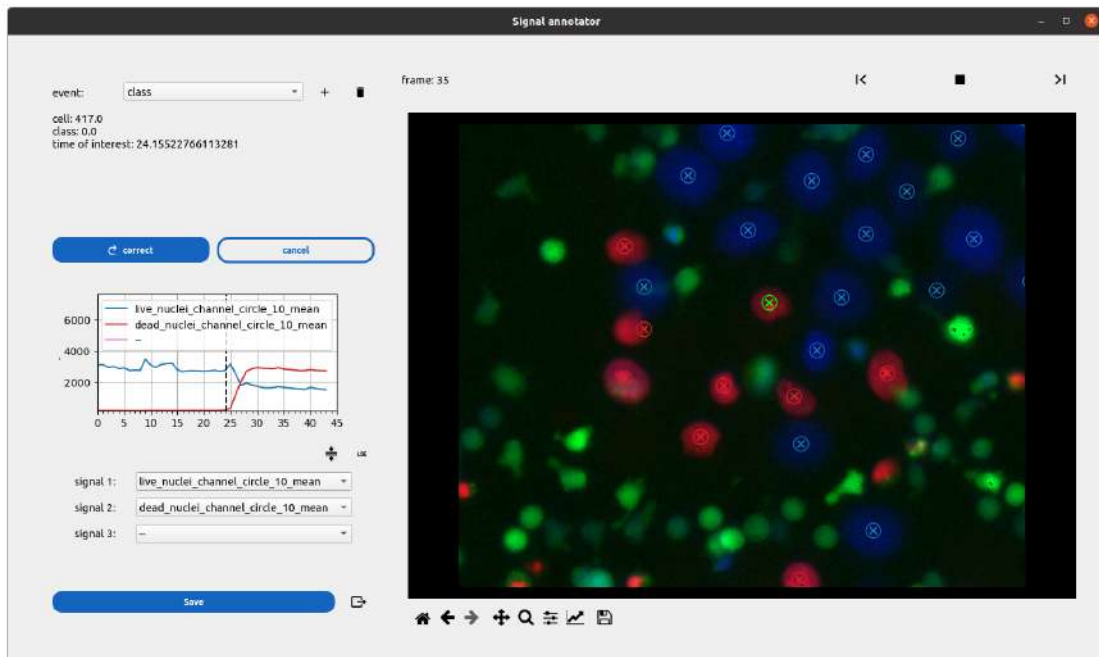 Signal annotator
event:
class
frame: 35
cell: 417.0
class: 0.0
time of interest: 24.15522766113281
correct
cancel
live_nuclei_channel_circle_10_mean
dead_nuclei_channel_circle_10_mean
--
6000
4000
2000
0 5 10 15 20 25 30 35 40 45
LOG
signal 1: live_nuclei_channel_circle_10_mean
signal 2: dead_nuclei_channel_circle_10_mean
signal 3: --
Save